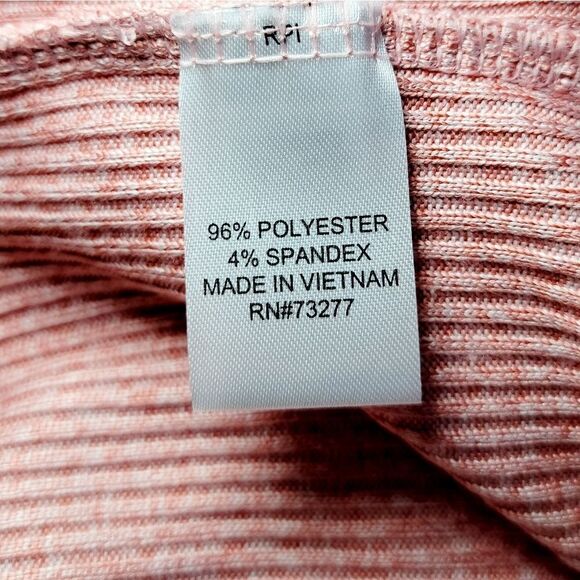 96% POLYESTER
4% SPANDEX
MADE IN VIETNAM
RN#73277